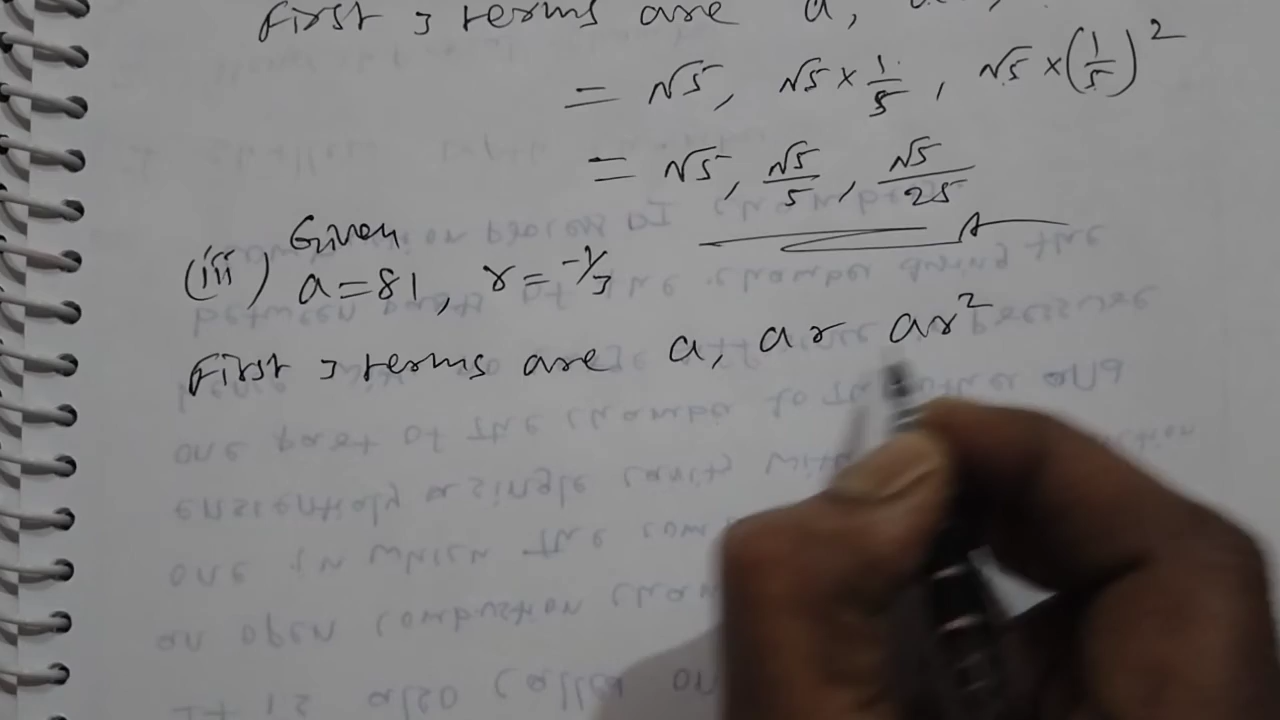 First 3 terms are a,
= √5, √5 × 1/5, √5 × (1/5)²
= √5, √5/5, √5/25
Given
(iii) a=81, r= -1/3
First 3 terms are a, ar ar²